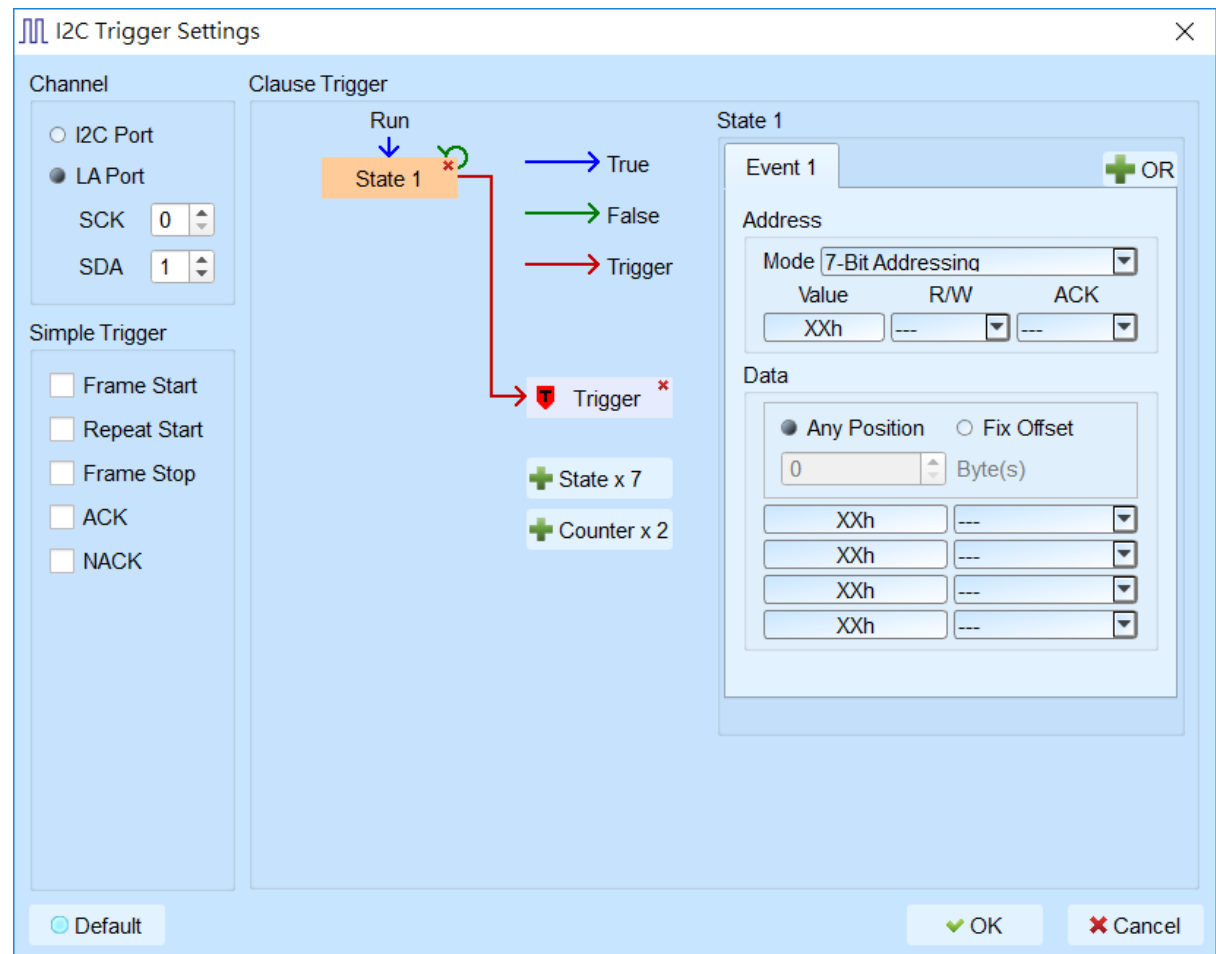 I2C Trigger Settings
Channel
I2C Port
LA Port
SCK 0
SDA 1
Simple Trigger
Frame Start
Repeat Start
Frame Stop
ACK
NACK
Clause Trigger
Run
State 1
True
False
Trigger
T Trigger
State x 7
Counter x 2
State 1
Event 1
OR
Address
Mode 7-Bit Addressing
Value R/W ACK
XXh --- ---
Data
Any Position Fix Offset
0 Byte(s)
XXh ---
XXh ---
XXh ---
XXh ---
Default
OK
Cancel